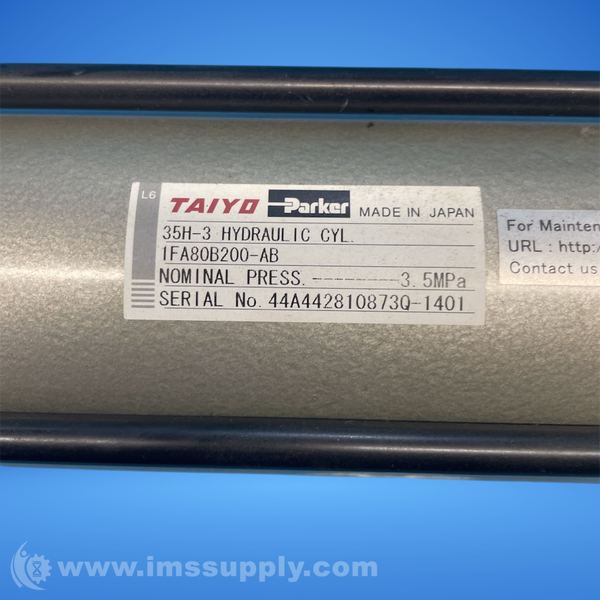 L6
TAIYO Parker MADE IN JAPAN
35H-3 HYDRAULIC CYL.
1FA80B200-AB
NOMINAL PRESS.--------3.5MPa
SERIAL No. 44A442810873Q-1401
For Mainten
URL : http:/
Contact us
www.imssupply.com